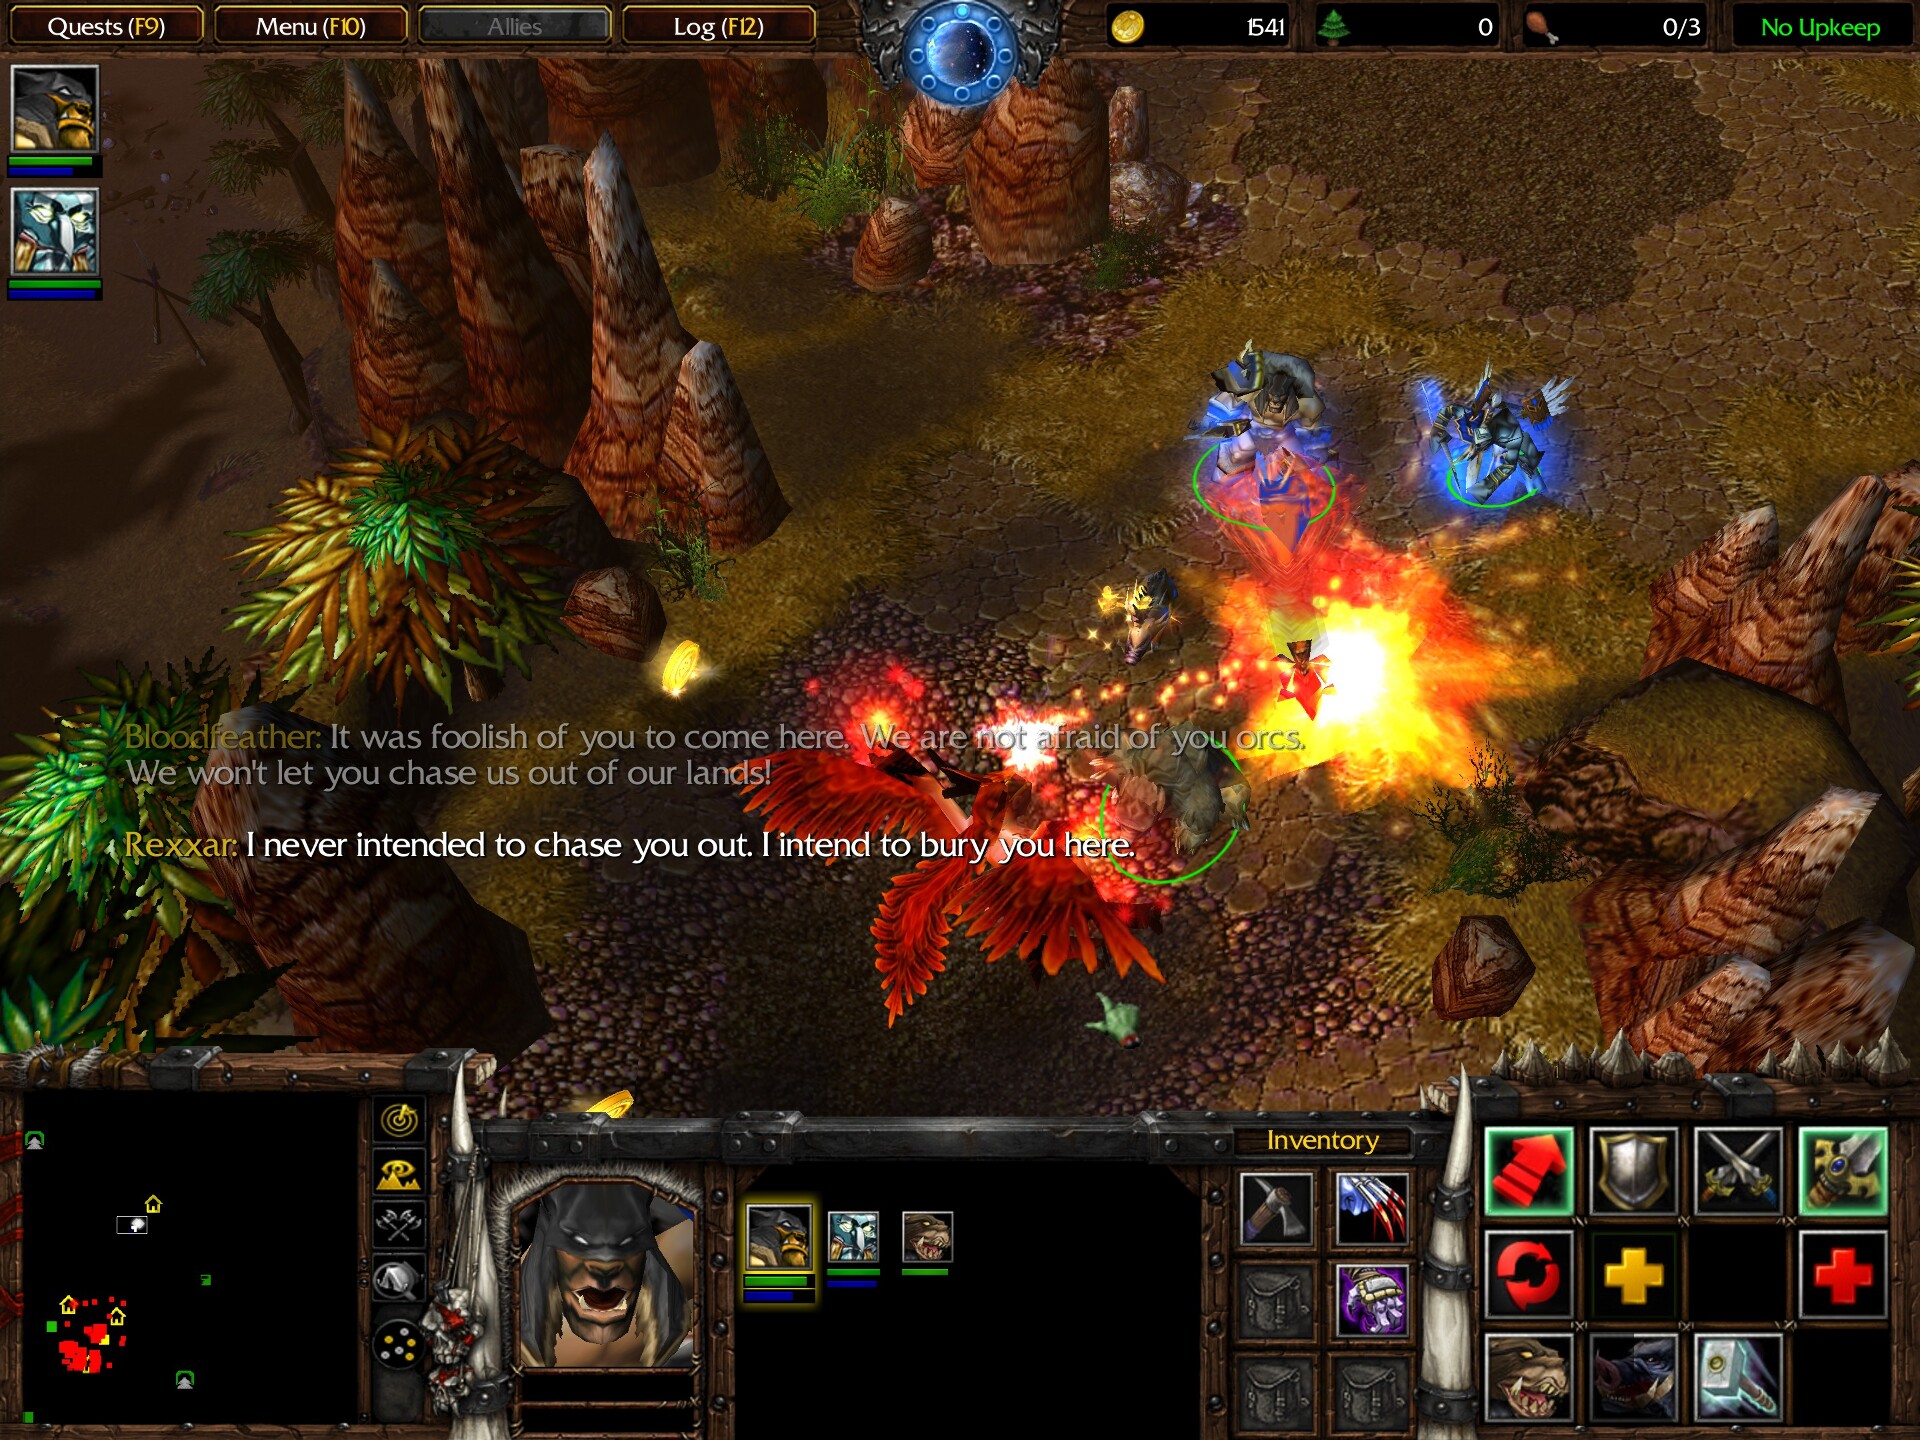 Quests (F9) Menu (F10) Allies Log (F12) 1541 0 0/3 No Upkeep
Bloodfeather: It was foolish of you to come here. We are not afraid of you orcs.
We won't let you chase us out of our lands!
Rexxar: I never intended to chase you out. I intend to bury you here.
Inventory